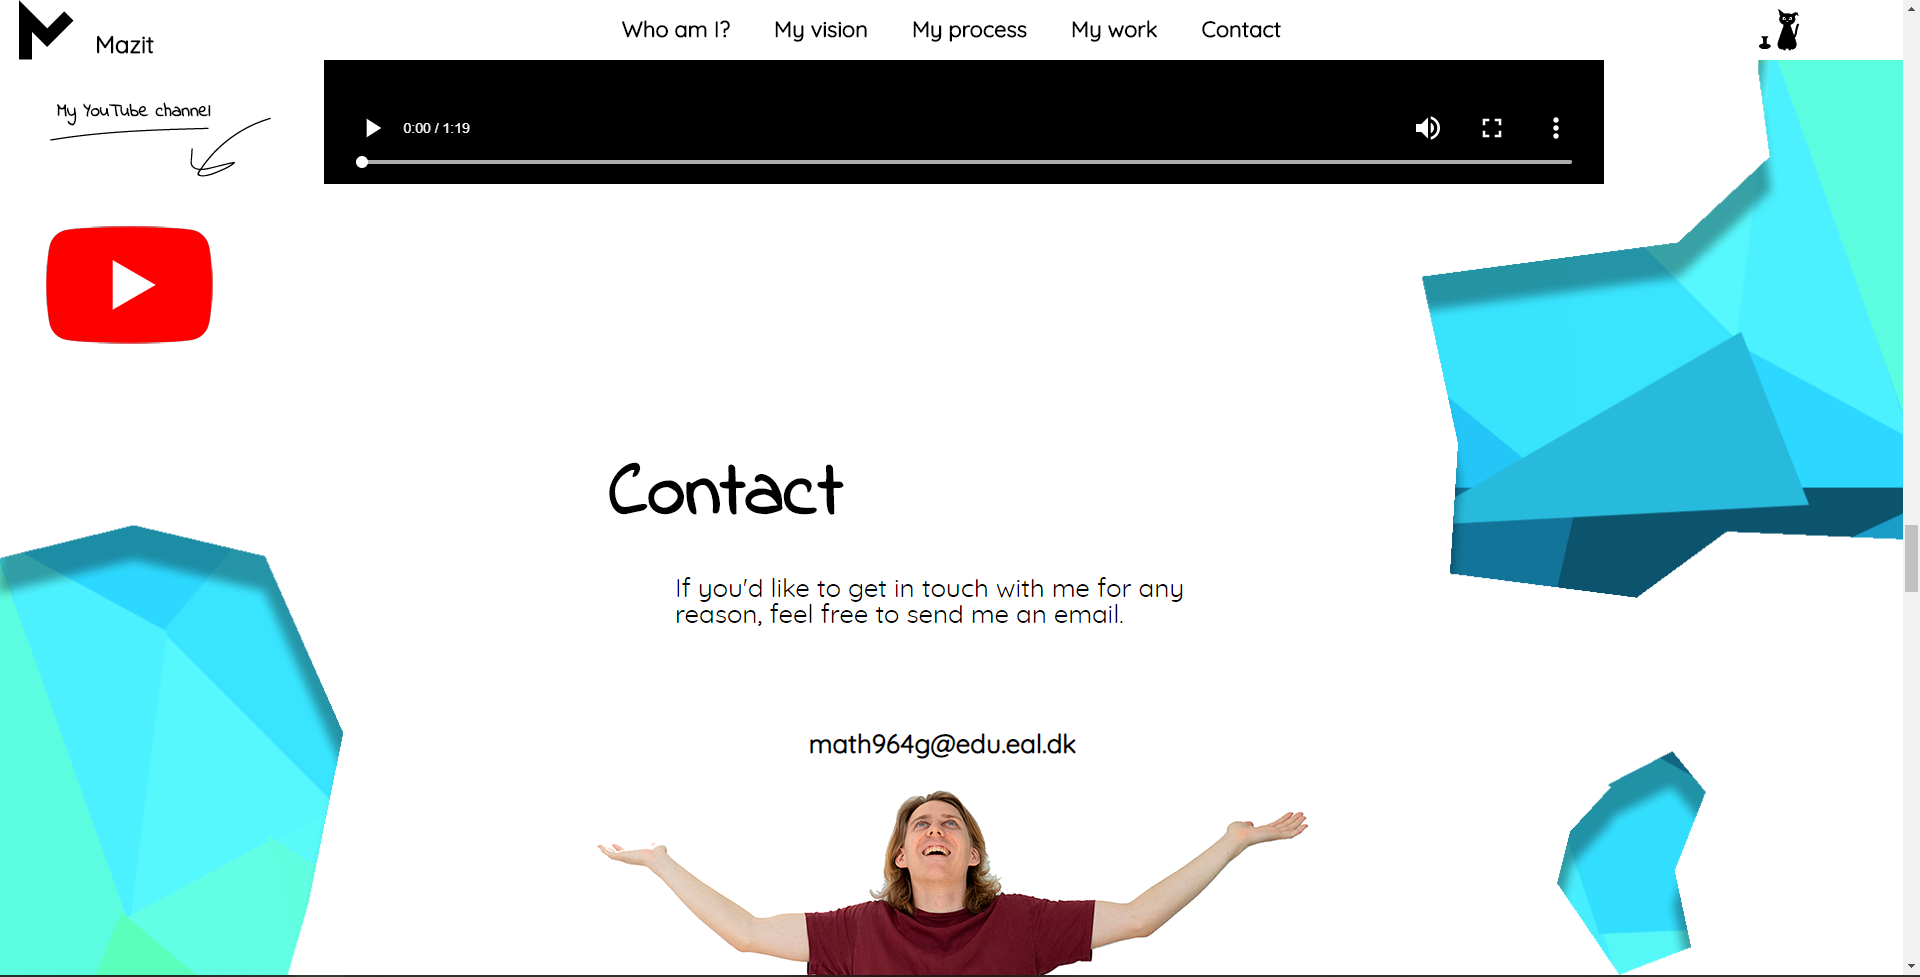 Mazit
Who am I?
My vision
My process
My work
Contact
My YouTube channel
0:00 / 1:19
Contact
If you'd like to get in touch with me for any
reason, feel free to send me an email.
math964g@edu.eal.dk